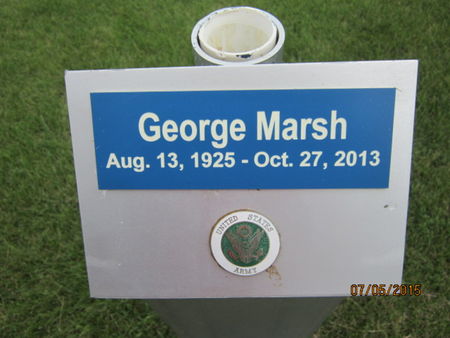 George Marsh
Aug. 13, 1925 - Oct. 27, 2013
UNITED STATES
ARMY
07/05/2015